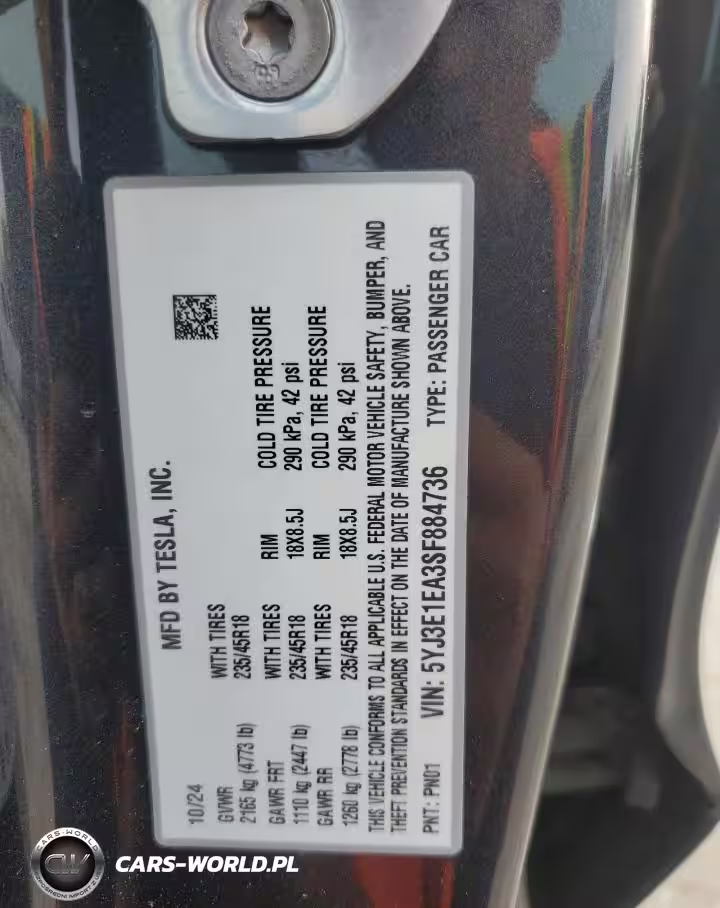 MFD BY TESLA, INC.
10/24
GVWR WITH TIRES
2165 kg (4773 lb) 235/45R18
GAWR FRT WITH TIRES RIM COLD TIRE PRESSURE
1110 kg (2447 lb) 235/45R18 18X8.5J 290 kPa, 42 psi
GAWR RR WITH TIRES RIM COLD TIRE PRESSURE
1260 kg (2778 lb) 235/45R18 18X8.5J 290 kPa, 42 psi
THIS VEHICLE CONFORMS TO ALL APPLICABLE U.S. FEDERAL MOTOR VEHICLE SAFETY, BUMPER, AND
THEFT PREVENTION STANDARDS IN EFFECT ON THE DATE OF MANUFACTURE SHOWN ABOVE.
PNT: PN01 VIN: 5YJ3E1EA3SF884736 TYPE: PASSENGER CAR
CARS-WORLD
CARS-WORLD.PL